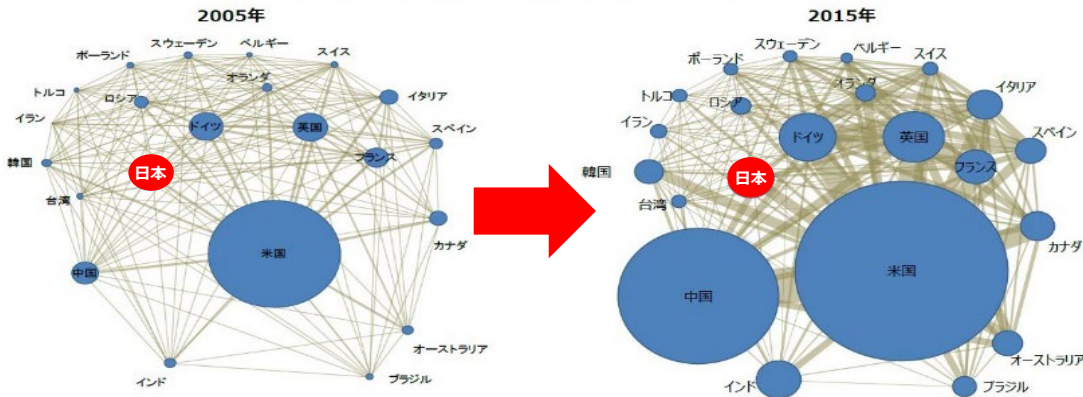 2005年
スウェーデン
ベルギー
ポーランド
スイス
オランダ
トルコ
ロシア
イタリア
イラン
ドイツ
英国
スペイン
韓国
日本
フランス
台湾
カナダ
米国
中国
オーストラリア
インド
ブラジル
2015年
スウェーデン
ベルギー
ポーランド
スイス
トルコ
イランダ
イタリア
ロシア
イラン
ドイツ
英国
スペイン
韓国
日本
フランス
台湾
カナダ
米国
中国
オーストラリア
インド
ブラジル